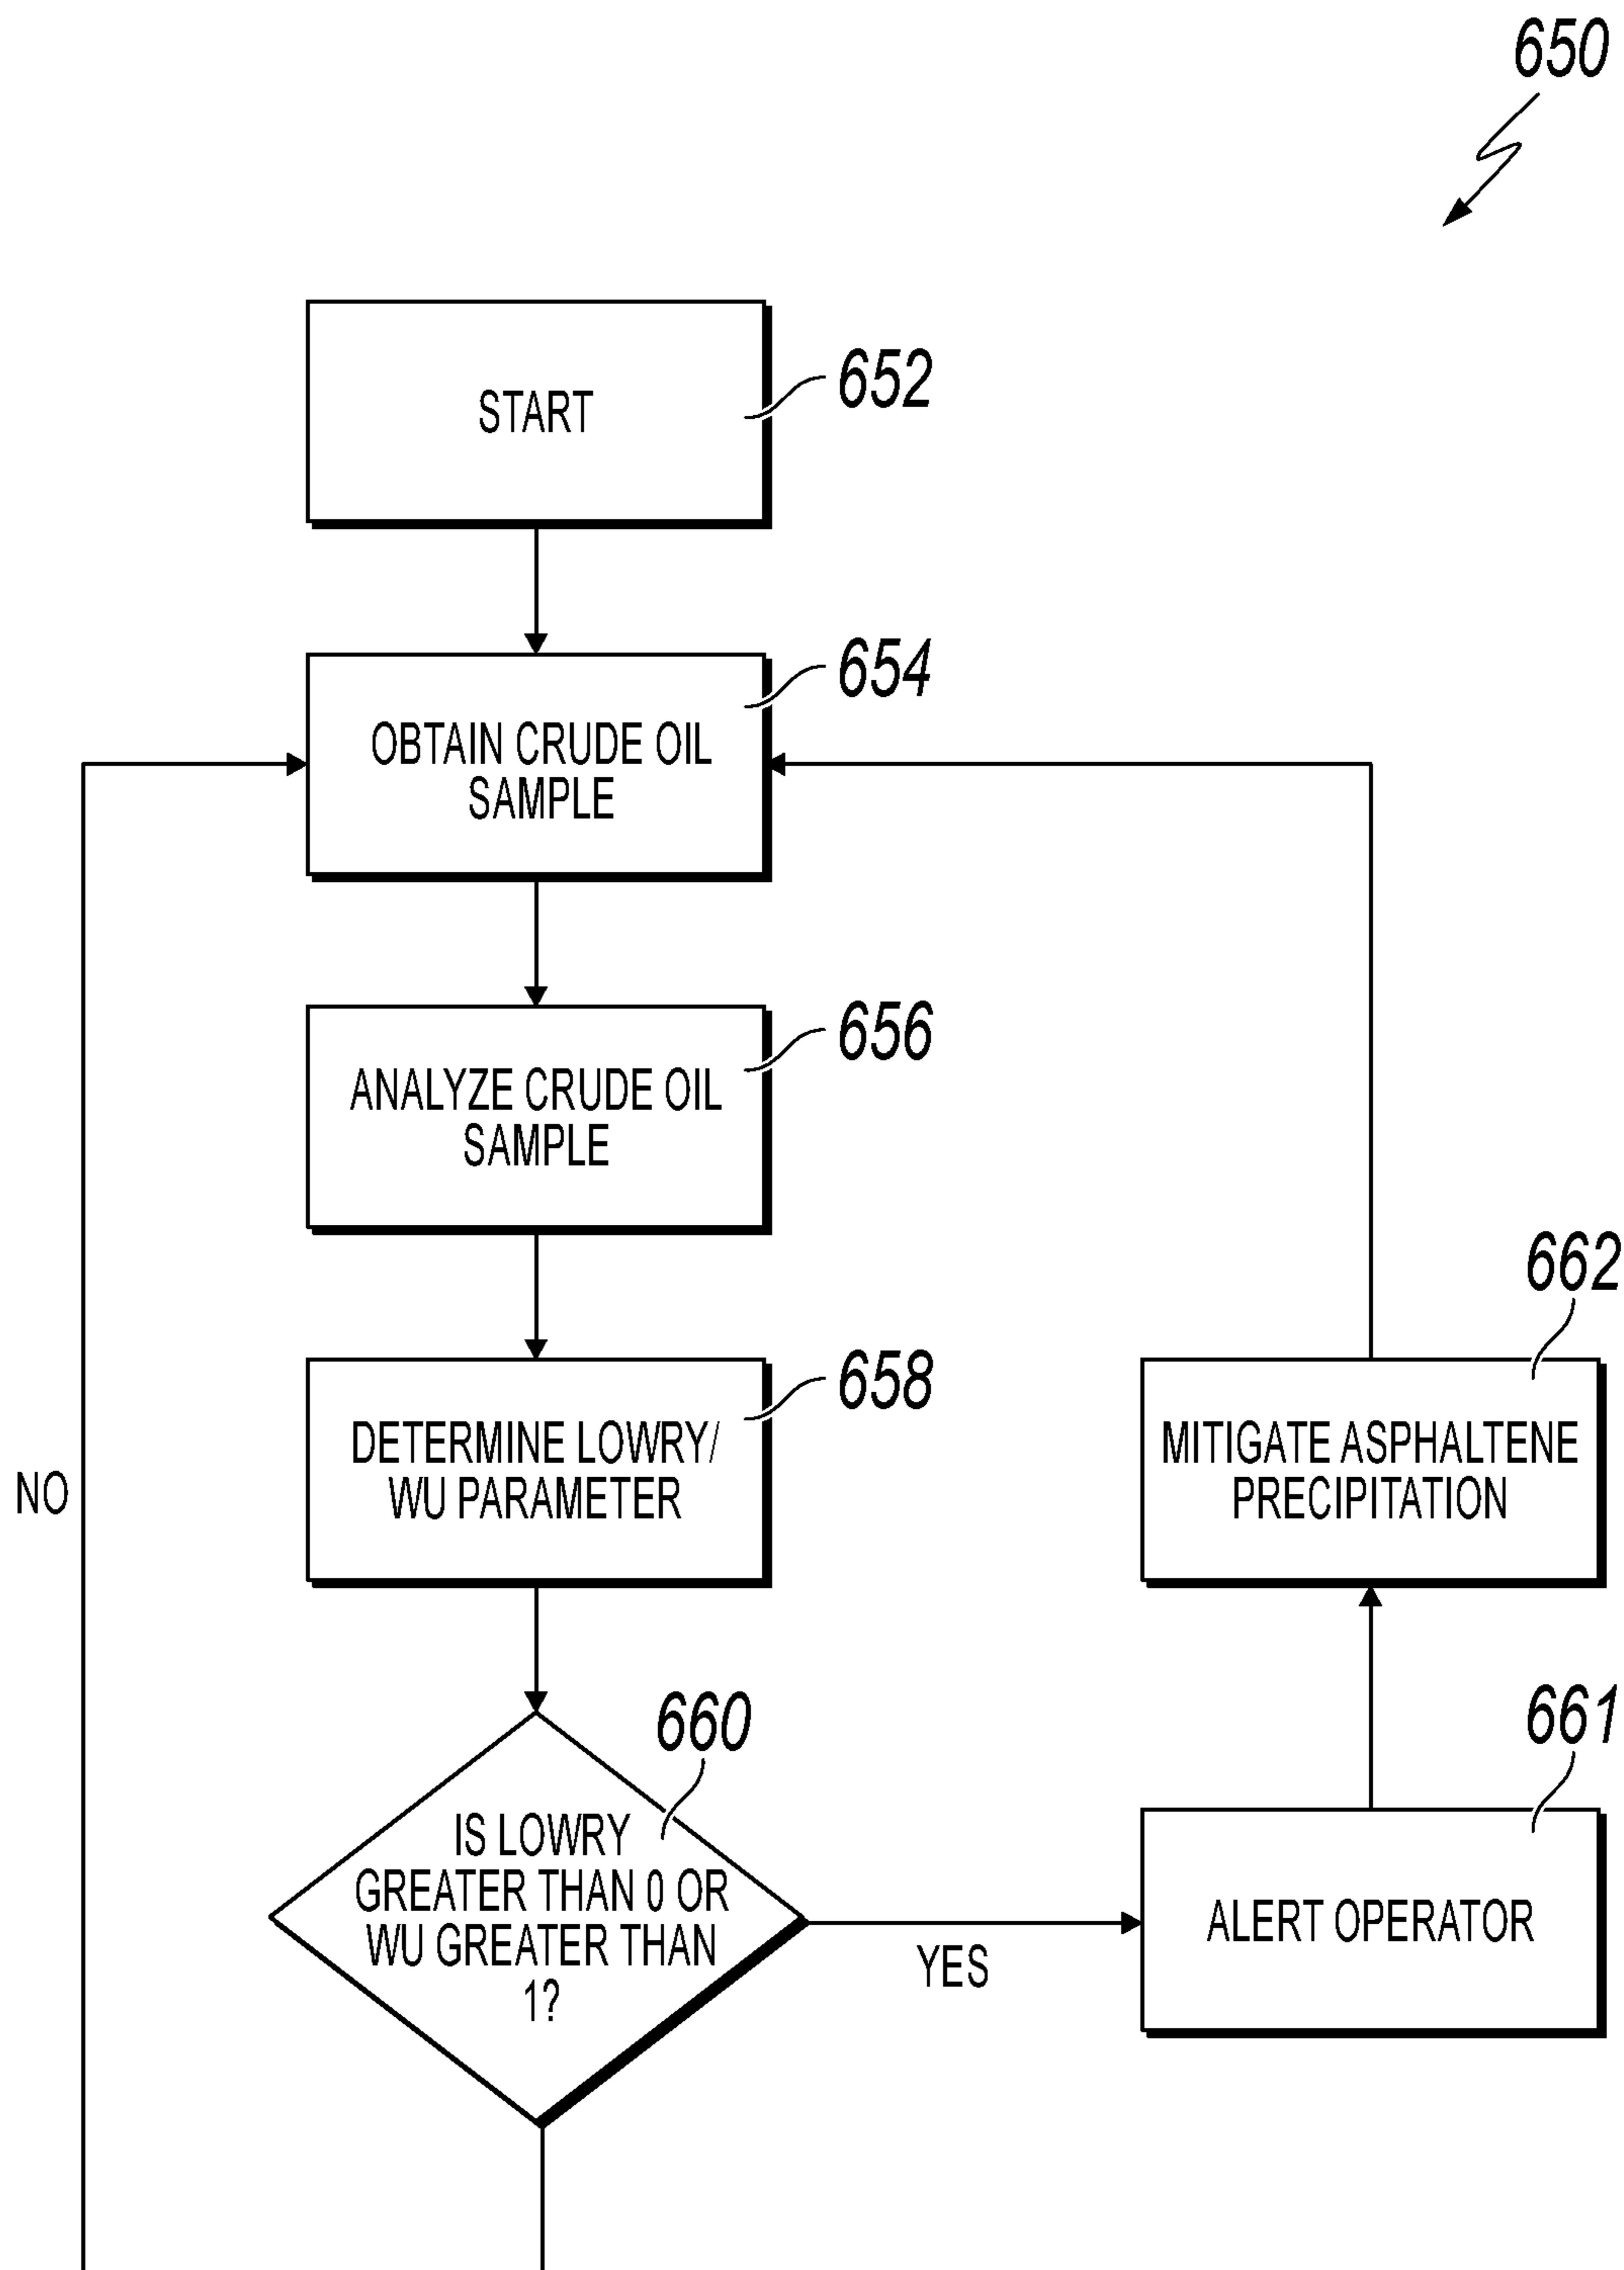 650
START
652
654
OBTAIN CRUDE OIL
SAMPLE
656
ANALYZE CRUDE OIL
SAMPLE
658
DETERMINE LOWRY/
WU PARAMETER
NO
662
MITIGATE ASPHALTENE
PRECIPITATION
660
IS LOWRY
GREATER THAN 0 OR
WU GREATER THAN
1?
YES
661
ALERT OPERATOR